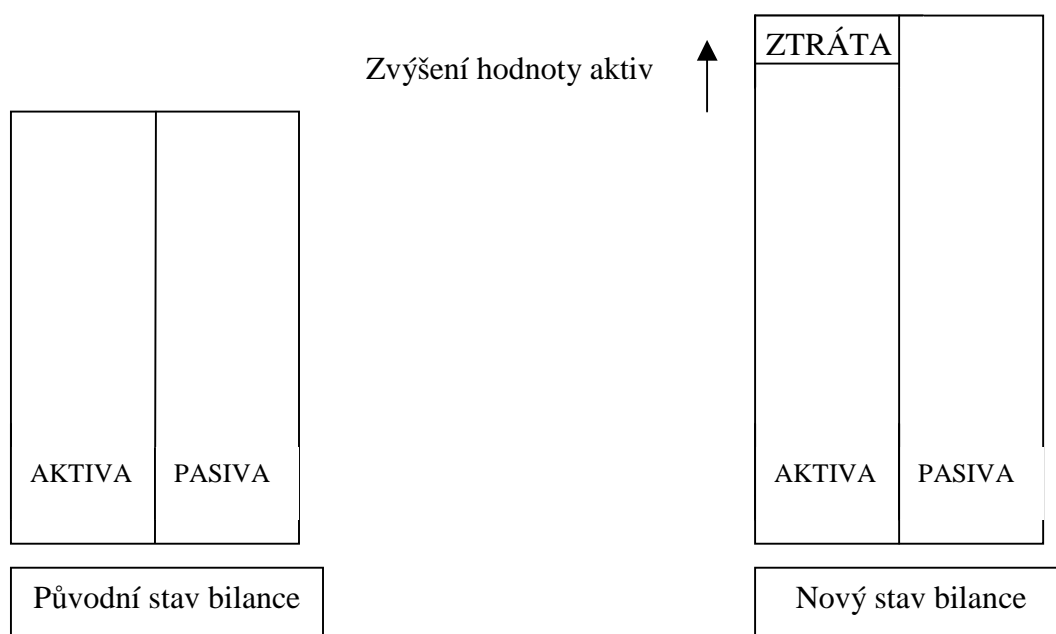 ZTRÁTA
Zvýšení hodnoty aktiv
AKTIVA
PASIVA
AKTIVA
PASIVA
Původní stav bilance
Nový stav bilance